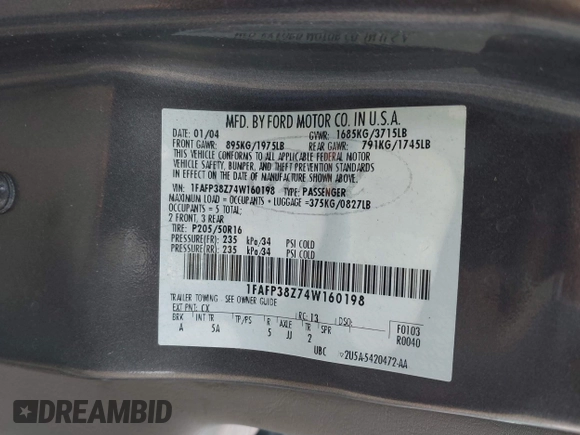 MFD. BY FORD MOTOR CO. IN U.S.A.
DATE: 01/04 GVWR: 1685KG/3715LB
FRONT GAWR: 895KG/1975LB REAR GAWR: 791KG/1745LB
THIS VEHICLE CONFORMS TO ALL APPLICABLE FEDERAL MOTOR
VEHICLE SAFETY, BUMPER, AND THEFT PREVENTION STANDARDS
IN EFFECT ON THE DATE OF MANUFACTURE SHOWN ABOVE.
VIN: 1FAFP38Z74W160198 TYPE: PASSENGER
MAXIMUM LOAD = OCCUPANTS + LUGGAGE =375KG/0827LB
OCCUPANTS = 5 TOTAL;
2 FRONT, 3 REAR
TIRE: P205/50R16
PRESSURE(FR): 235 kPa/34 PSI COLD
PRESSURE(RR): 235 kPa/34 PSI COLD
1FAFP38Z74W160198
TRAILER TOWING - SEE OWNER GUIDE
EXT PNT: CX RC: 13 DSO: F0103
BRK INT TR TP/PS R AXLE TR SPR R0040
A 5A 5 JJ 2
UBC 2U5A-5420472-AA
DREAMBID